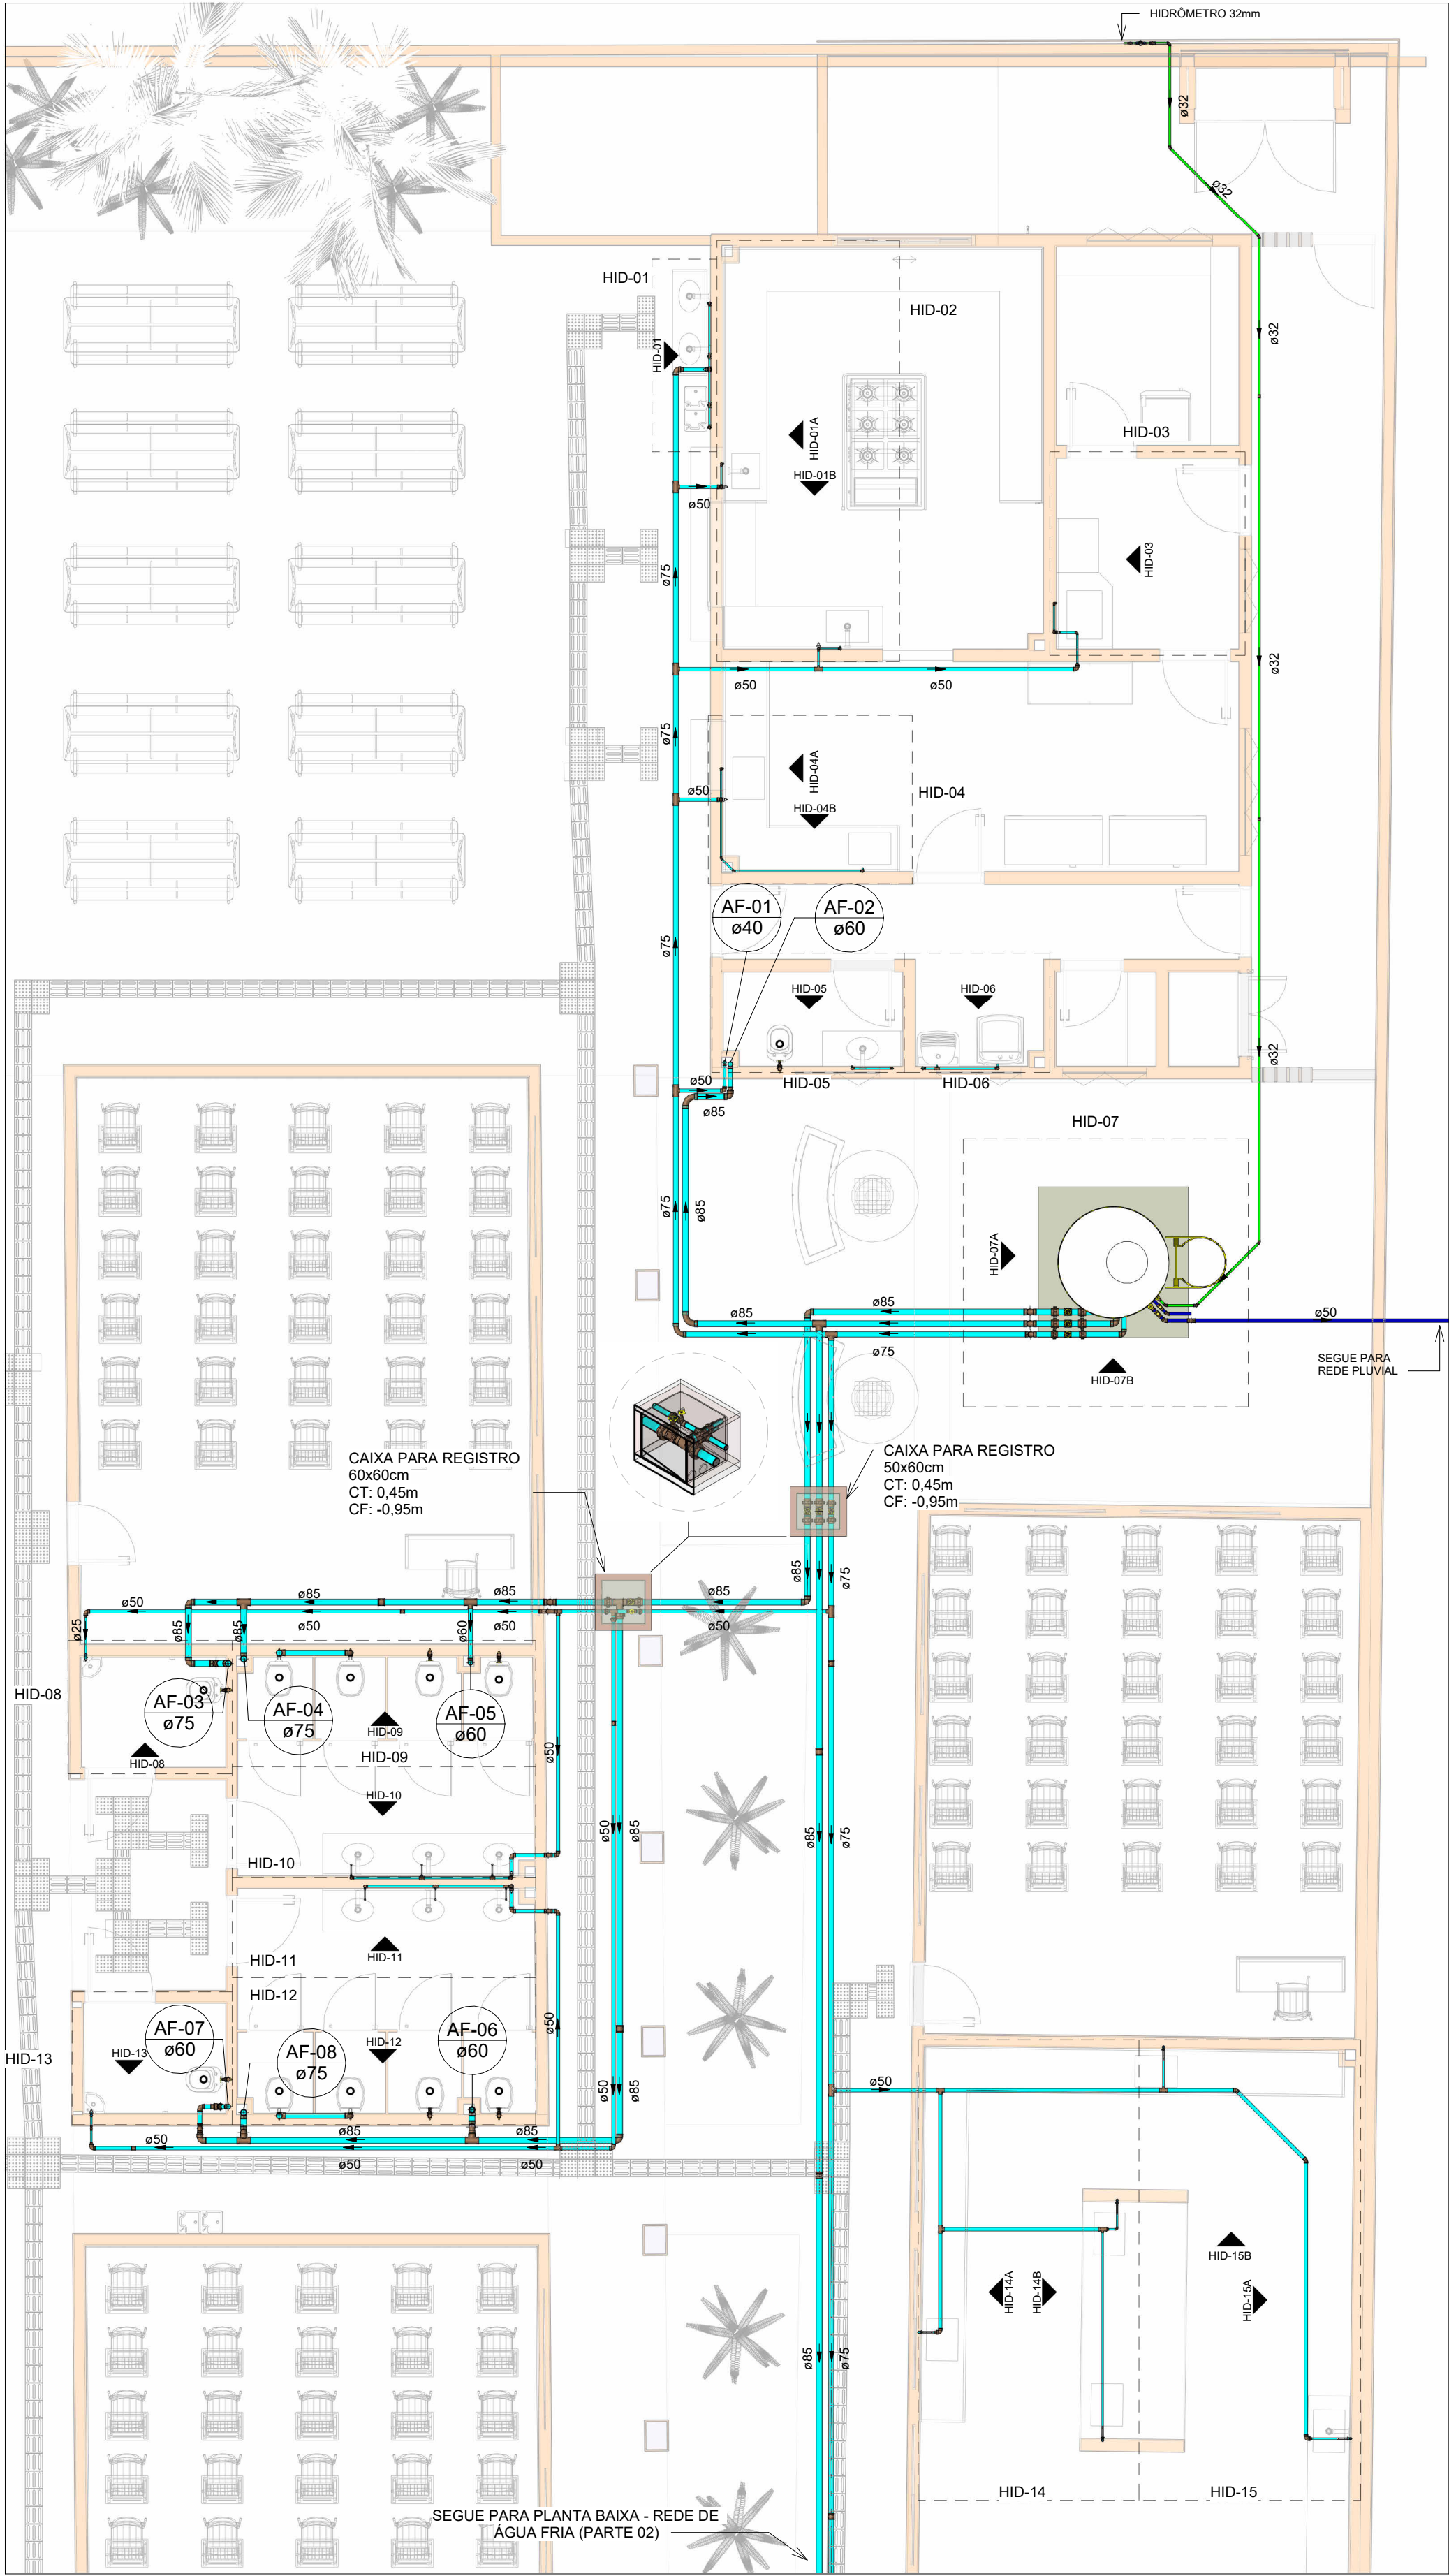 HIDRÔMETRO 32mm
ø32
ø32
HID-01
HID-02
ø32
HID-01
HID-01A
HID-03
HID-01B
ø50
HID-03
ø75
ø32
ø50
ø50
ø75
HID-04A
ø50
HID-04
HID-04B
AF-01
ø40
AF-02
ø60
ø75
HID-05
HID-06
ø32
ø50
HID-05
HID-06
ø85
HID-07
ø75
ø85
HID-07A
ø85
ø85
ø50
ø75
SEGUE PARA
REDE PLUVIAL
HID-07B
CAIXA PARA REGISTRO
60x60cm
CT: 0,45m
CF: -0,95m
CAIXA PARA REGISTRO
50x60cm
CT: 0,45m
CF: -0,95m
ø85
ø75
ø85
ø85
ø85
ø50
ø25
ø85
ø85
ø50
ø60
ø50
ø50
HID-08
AF-03
ø75
AF-04
ø75
AF-05
ø60
HID-09
HID-08
HID-09
ø50
HID-10
ø50
ø85
ø85
ø75
HID-10
HID-11
HID-11
HID-12
AF-07
ø60
AF-06
ø60
ø50
HID-13
HID-13
HID-12
AF-08
ø75
ø50
ø85
ø50
ø50
ø85
ø85
ø50
ø50
HID-15B
HID-14A
HID-14B
HID-15A
ø85
ø75
HID-14
HID-15
SEGUE PARA PLANTA BAIXA - REDE DE
ÁGUA FRIA (PARTE 02)